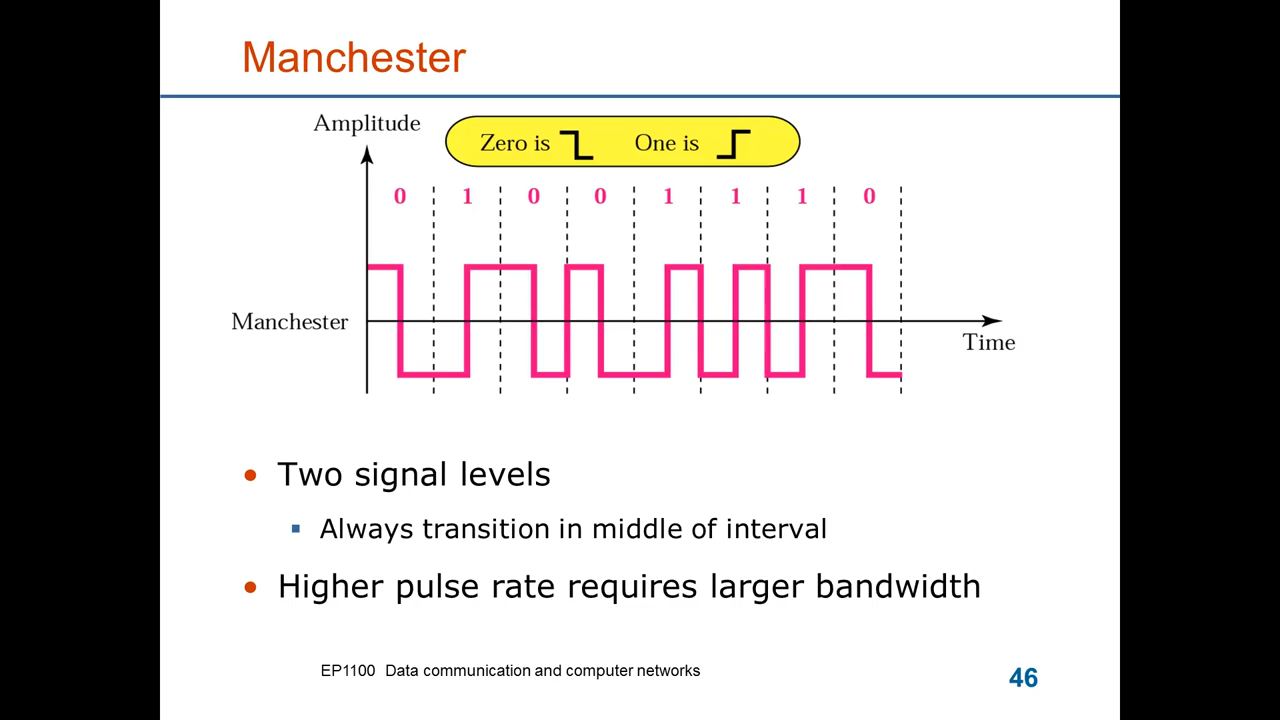 Manchester
Amplitude
Zero is One is
0 1 0 0 1 1 1 0
Manchester
Time
• Two signal levels
▪ Always transition in middle of interval
• Higher pulse rate requires larger bandwidth
EP1100 Data communication and computer networks
46